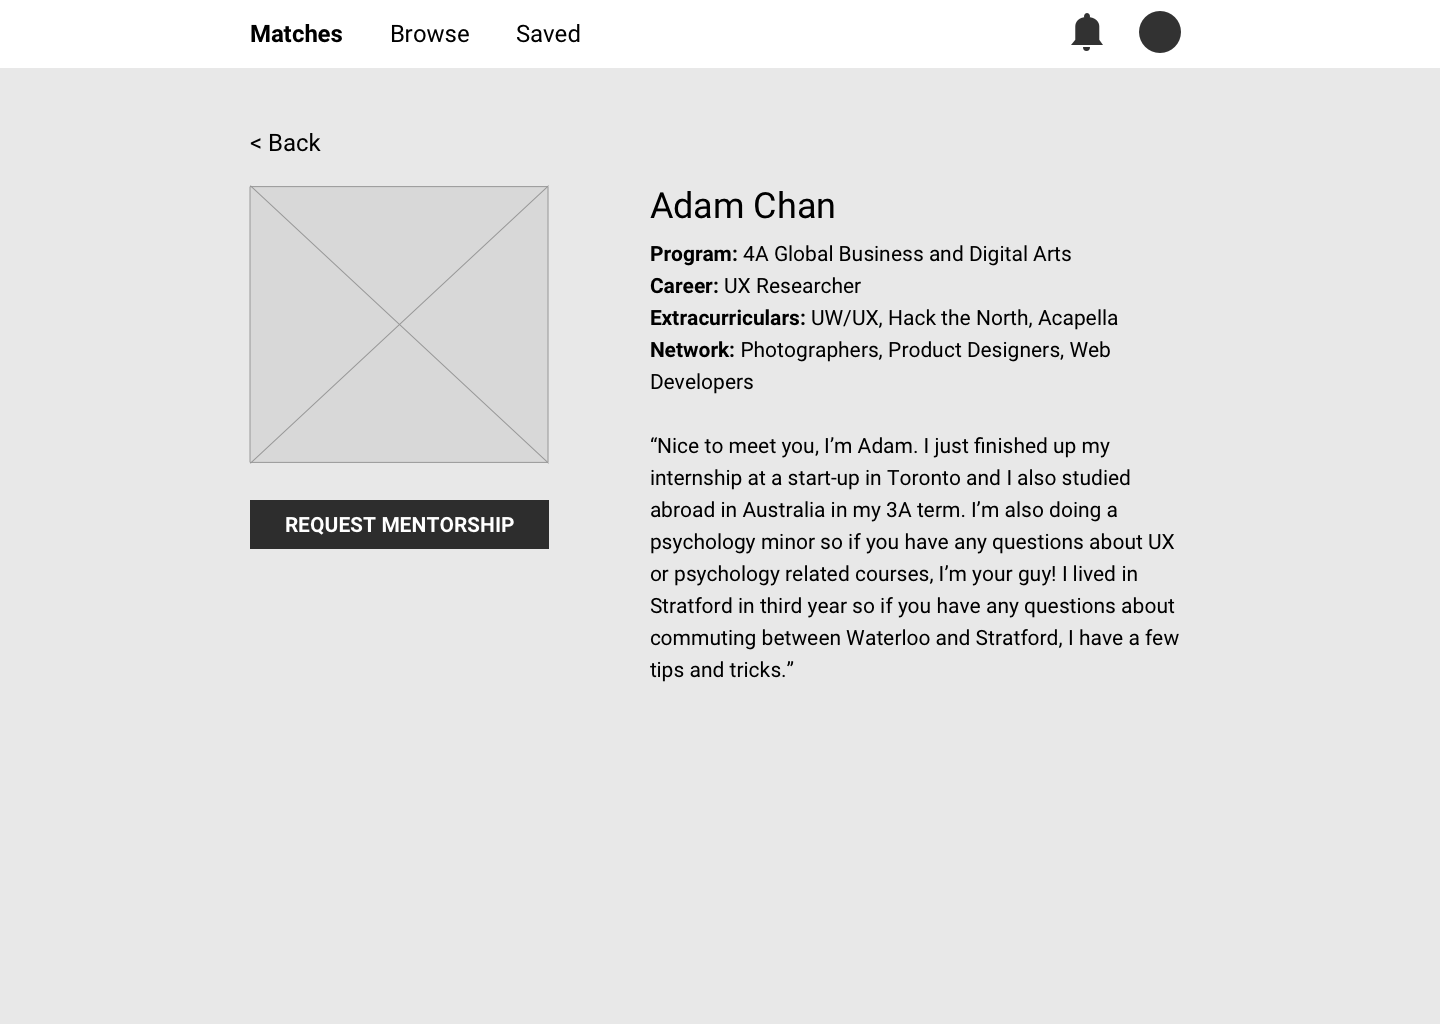 Matches Browse Saved
< Back
Adam Chan
Program: 4A Global Business and Digital Arts
Career: UX Researcher
Extracurriculars: UW/UX, Hack the North, Acapella
Network: Photographers, Product Designers, Web
Developers
“Nice to meet you, I’m Adam. I just finished up my
internship at a start-up in Toronto and I also studied
abroad in Australia in my 3A term. I’m also doing a
psychology minor so if you have any questions about UX
or psychology related courses, I’m your guy! I lived in
Stratford in third year so if you have any questions about
commuting between Waterloo and Stratford, I have a few
tips and tricks.”
REQUEST MENTORSHIP